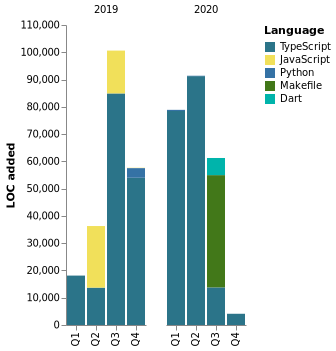 2019
2020
LOC added
110,000
100,000
90,000
80,000
70,000
60,000
50,000
40,000
30,000
20,000
10,000
0
Q1
Q2
Q3
Q4
Q1
Q2
Q3
Q4
Language
TypeScript
JavaScript
Python
Makefile
Dart